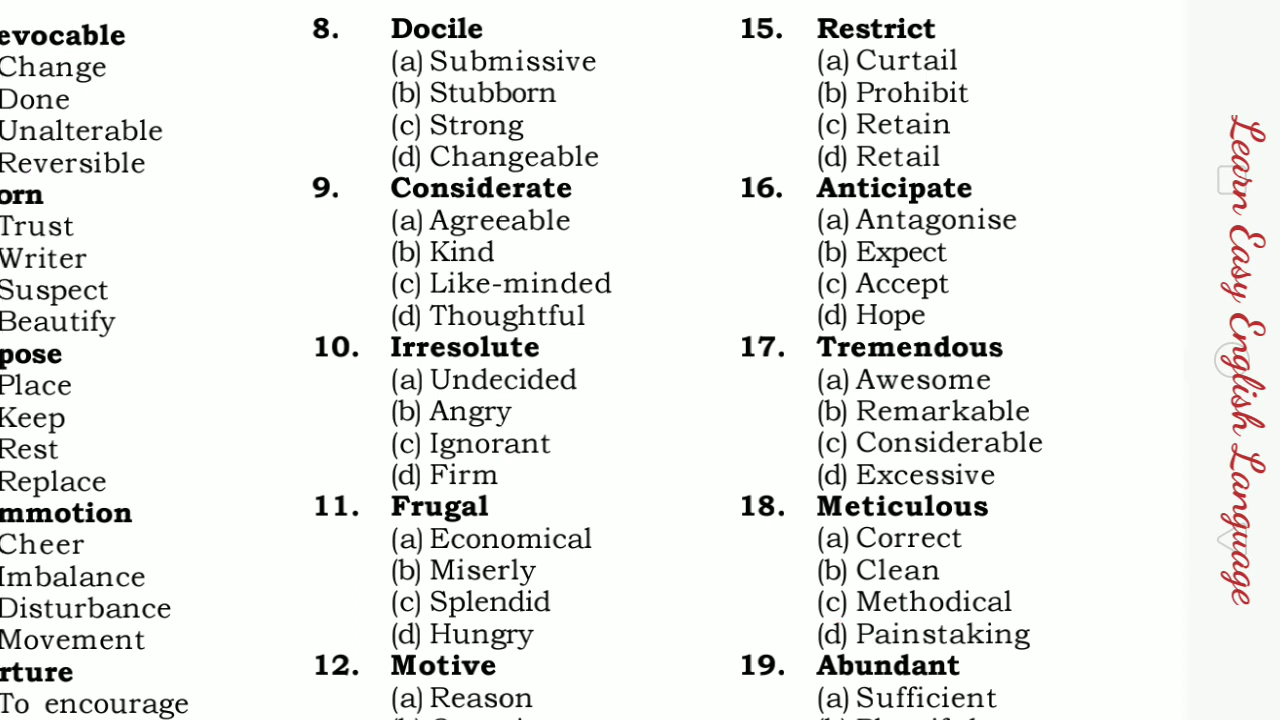 evocable
Change
Done
Unalterable
Reversible
orn
Trust
Writer
Suspect
Beautify
pose
Place
Keep
Rest
Replace
mmotion
Cheer
Imbalance
Disturbance
Movement
rture
To encourage
8. Docile
(a) Submissive
(b) Stubborn
(c) Strong
(d) Changeable
9. Considerate
(a) Agreeable
(b) Kind
(c) Like-minded
(d) Thoughtful
10. Irresolute
(a) Undecided
(b) Angry
(c) Ignorant
(d) Firm
11. Frugal
(a) Economical
(b) Miserly
(c) Splendid
(d) Hungry
12. Motive
(a) Reason
15. Restrict
(a) Curtail
(b) Prohibit
(c) Retain
(d) Retail
16. Anticipate
(a) Antagonise
(b) Expect
(c) Accept
(d) Hope
17. Tremendous
(a) Awesome
(b) Remarkable
(c) Considerable
(d) Excessive
18. Meticulous
(a) Correct
(b) Clean
(c) Methodical
(d) Painstaking
19. Abundant
(a) Sufficient
Learn Easy English Language